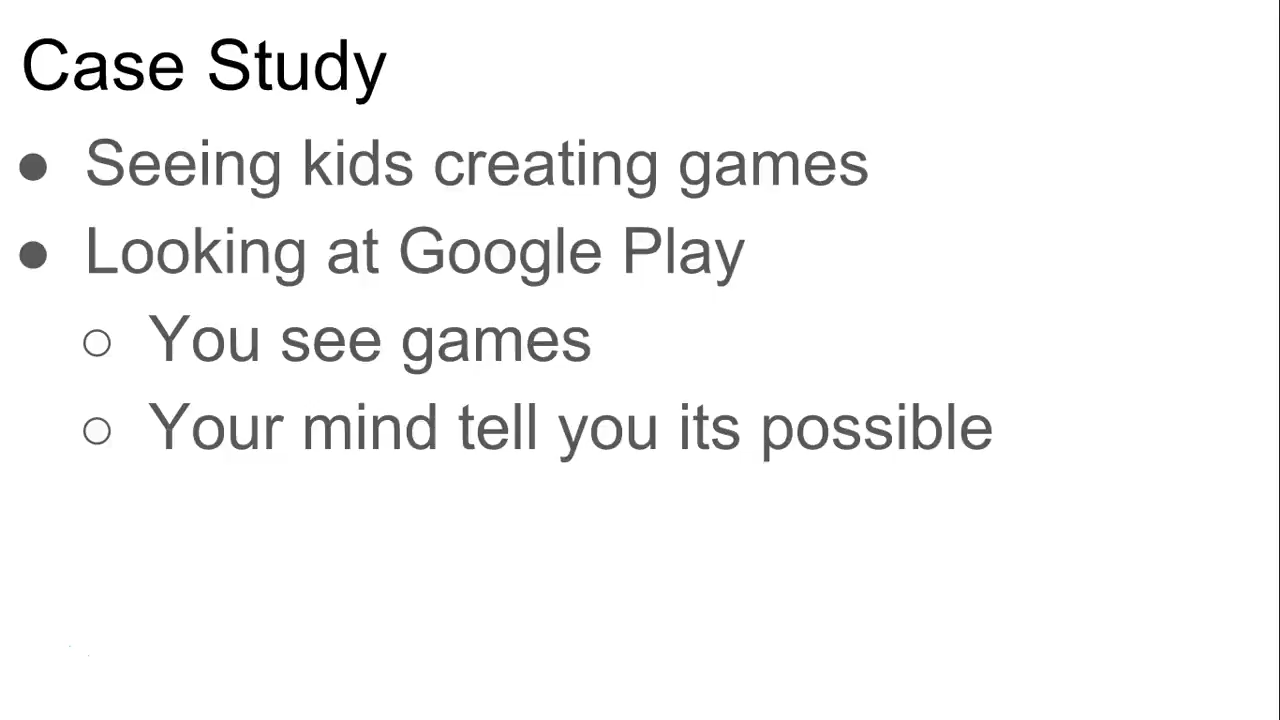 Case Study
● Seeing kids creating games
● Looking at Google Play
○ You see games
○ Your mind tell you its possible